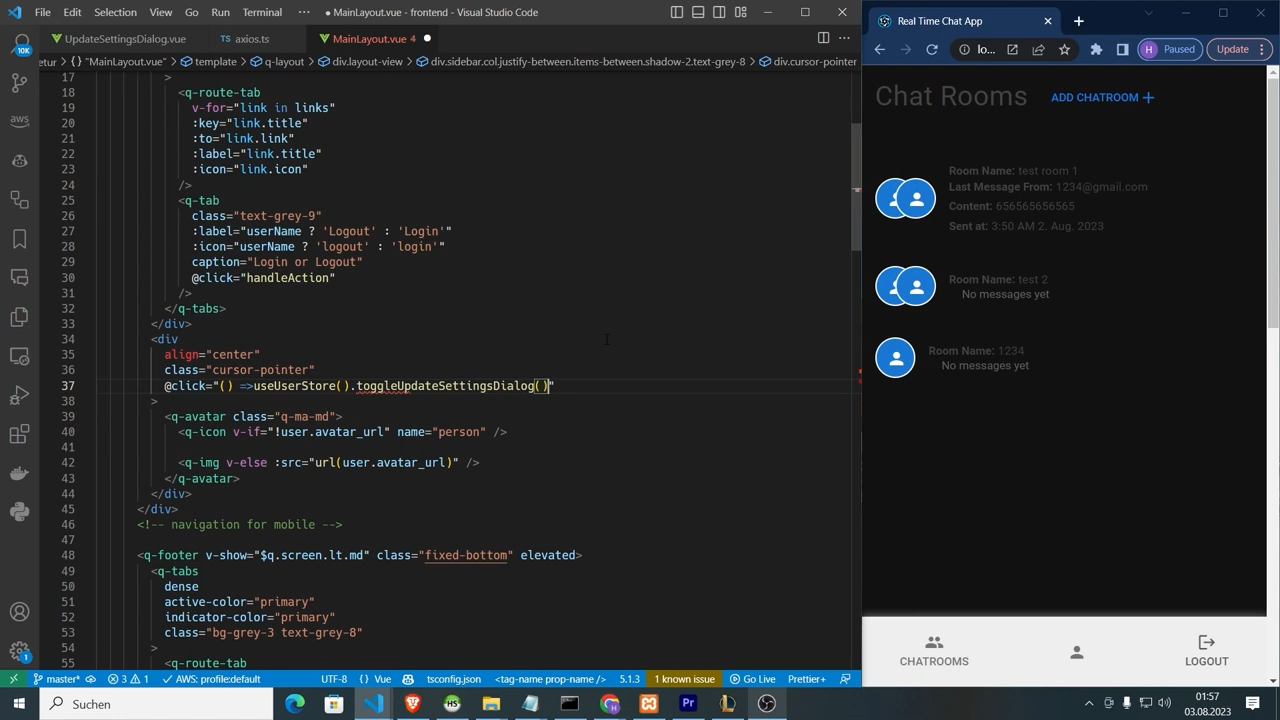 File Edit Selection View Go Run Terminal ... ● MainLayout.vue - frontend - Visual Studio Code
UpdateSettingsDialog.vue axios.ts MainLayout.vue 4 ●
etur > {} "MainLayout.vue" > template > q-layout > div.layout-view > div.sidebar.col.justify-between.items-between.shadow-2.text-grey-8 > div.cursor-pointer
10K
aws
1
17 >
18 <q-route-tab
19 v-for="link in links"
20 :key="link.title"
21 :to="link.link"
22 :label="link.title"
23 :icon="link.icon"
24 />
25 <q-tab
26 class="text-grey-9"
27 :label="userName ? 'Logout' : 'Login'"
28 :icon="userName ? 'logout' : 'login'"
29 caption="Login or Logout"
30 @click="handleAction"
31 />
32 </q-tabs>
33 </div>
34 <div
35 align="center"
36 class="cursor-pointer"
37 @click="() =>useUserStore().toggleUpdateSettingsDialog()"
38 >
39 <q-avatar class="q-ma-md">
40 <q-icon v-if="!user.avatar_url" name="person" />
41
42 <q-img v-else :src="url(user.avatar_url)" />
43 </q-avatar>
44 </div>
45 </div>
46 <!-- navigation for mobile -->
47
48 <q-footer v-show="$q.screen.lt.md" class="fixed-bottom" elevated>
49 <q-tabs
50 dense
51 active-color="primary"
52 indicator-color="primary"
53 class="bg-grey-3 text-grey-8"
54 >
55 <q-route-tab
master* 3 1 AWS: profile:default UTF-8 {} Vue tsconfig.json <tag-name prop-name /> 5.1.3 1 known issue Go Live Prettier+
Real Time Chat App
lo... H Paused Update
Chat Rooms ADD CHATROOM +
Room Name: test room 1
Last Message From: 1234@gmail.com
Content: 656565656565
Sent at: 3:50 AM 2. Aug. 2023
Room Name: test 2
No messages yet
Room Name: 1234
No messages yet
CHATROOMS LOGOUT
Suchen
HS
Pr
01:57
03.08.2023